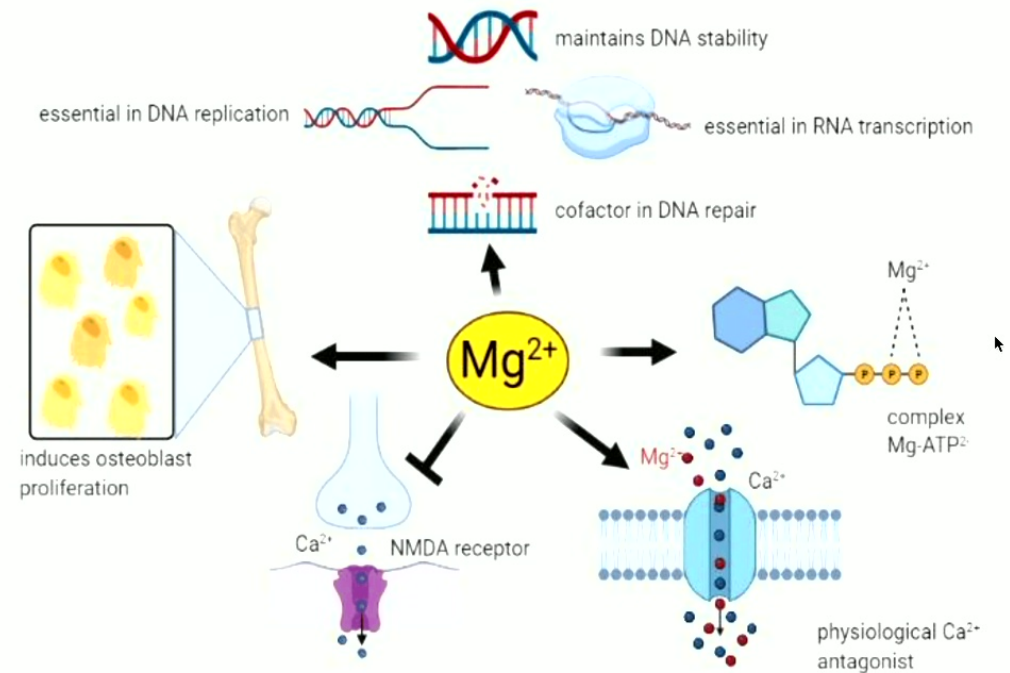 maintains DNA stability
essential in DNA replication
essential in RNA transcription
cofactor in DNA repair
Mg²⁺
Mg²⁺
P P P
complex
Mg-ATP²⁻
induces osteoblast
proliferation
Mg²⁺
Ca²⁺
Ca²⁺
NMDA receptor
physiological Ca²⁺
antagonist